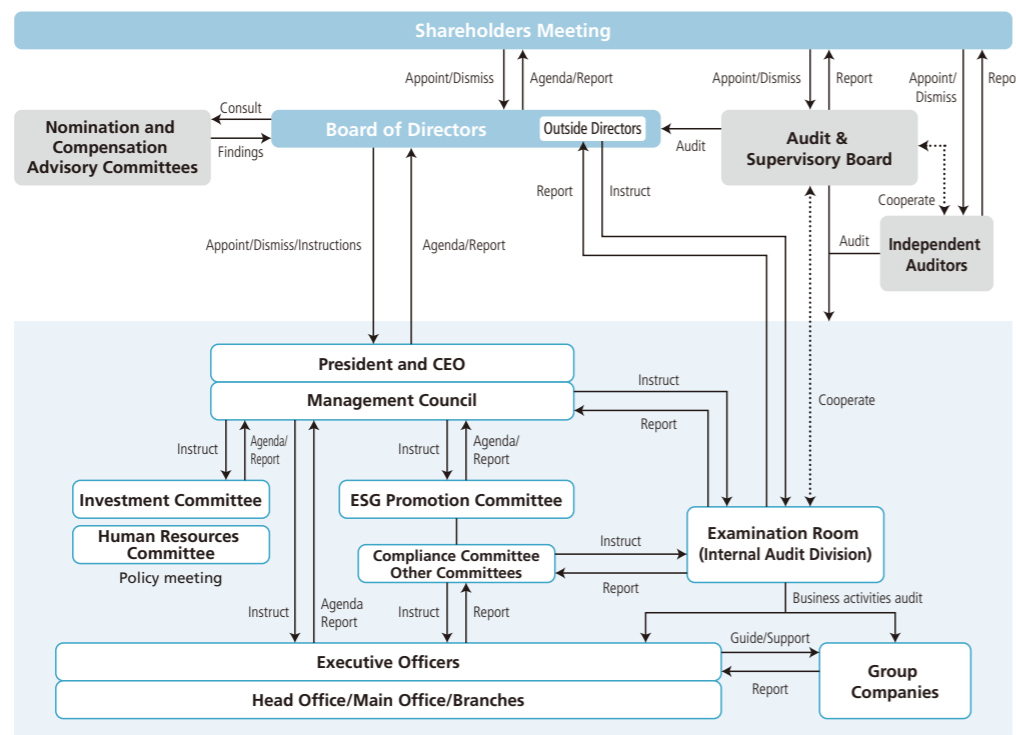 Shareholders Meeting
Appoint/Dismiss
Agenda/Report
Appoint/Dismiss
Report
Appoint/
Dismiss
Repo
Consult
Nomination and
Compensation
Advisory Committees
Findings
Board of Directors
Outside Directors
Audit
Audit &
Supervisory Board
Cooperate
Report
Instruct
Appoint/Dismiss/Instructions
Agenda/Report
Audit
Independent
Auditors
President and CEO
Management Council
Instruct
Report
Cooperate
Instruct
Agenda/
Report
Instruct
Agenda/
Report
Investment Committee
ESG Promotion Committee
Human Resources
Committee
Policy meeting
Compliance Committee
Other Committees
Instruct
Report
Examination Room
(Internal Audit Division)
Business activities audit
Instruct
Agenda
Report
Instruct
Report
Executive Officers
Head Office/Main Office/Branches
Guide/Support
Report
Group
Companies